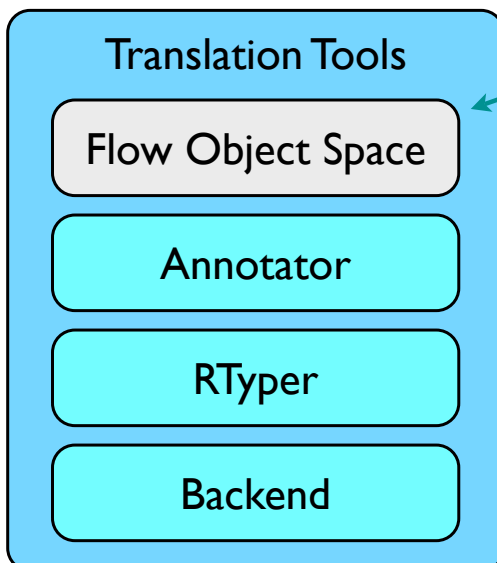 Translation Tools
Flow Object Space
Annotator
RTyper
Backend